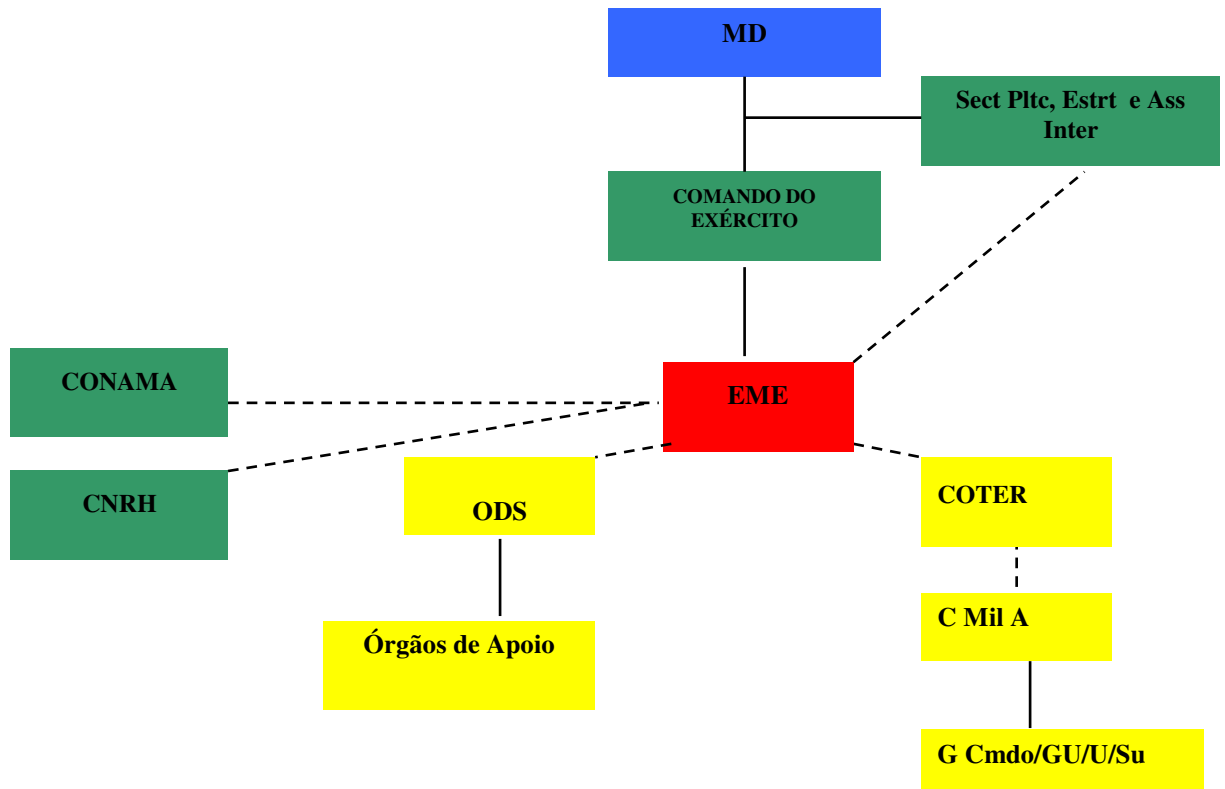 MD
Sect Pltc, Estrt e Ass
Inter
COMANDO DO
EXÉRCITO
CONAMA
EME
CNRH
ODS
COTER
Órgãos de Apoio
C Mil A
G Cmdo/GU/U/Su